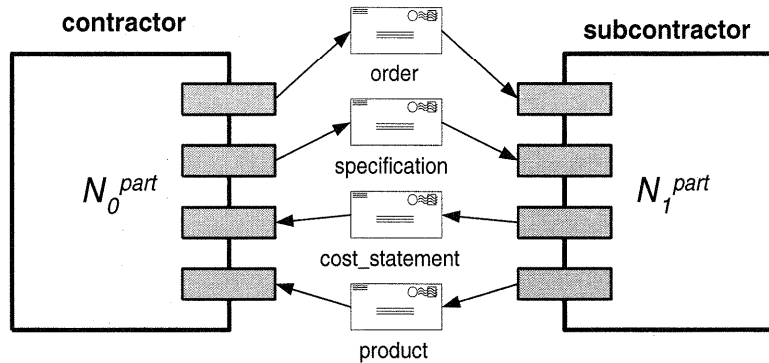 contractor
subcontractor
order
specification
N₀ᵖᵃʳᵗ
N₁ᵖᵃʳᵗ
cost_statement
product